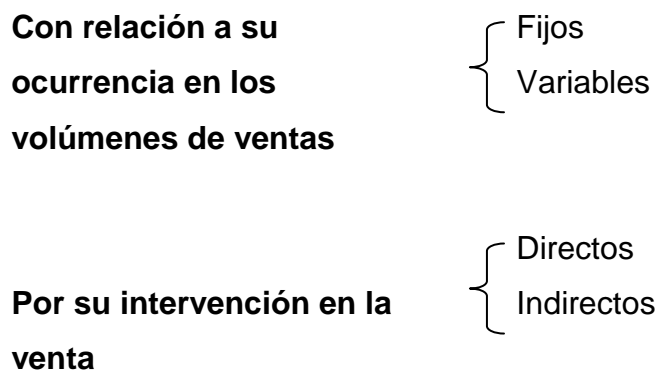 Con relación a su
ocurrencia en los
volúmenes de ventas
Fijos
Variables
Por su intervención en la
venta
Directos
Indirectos